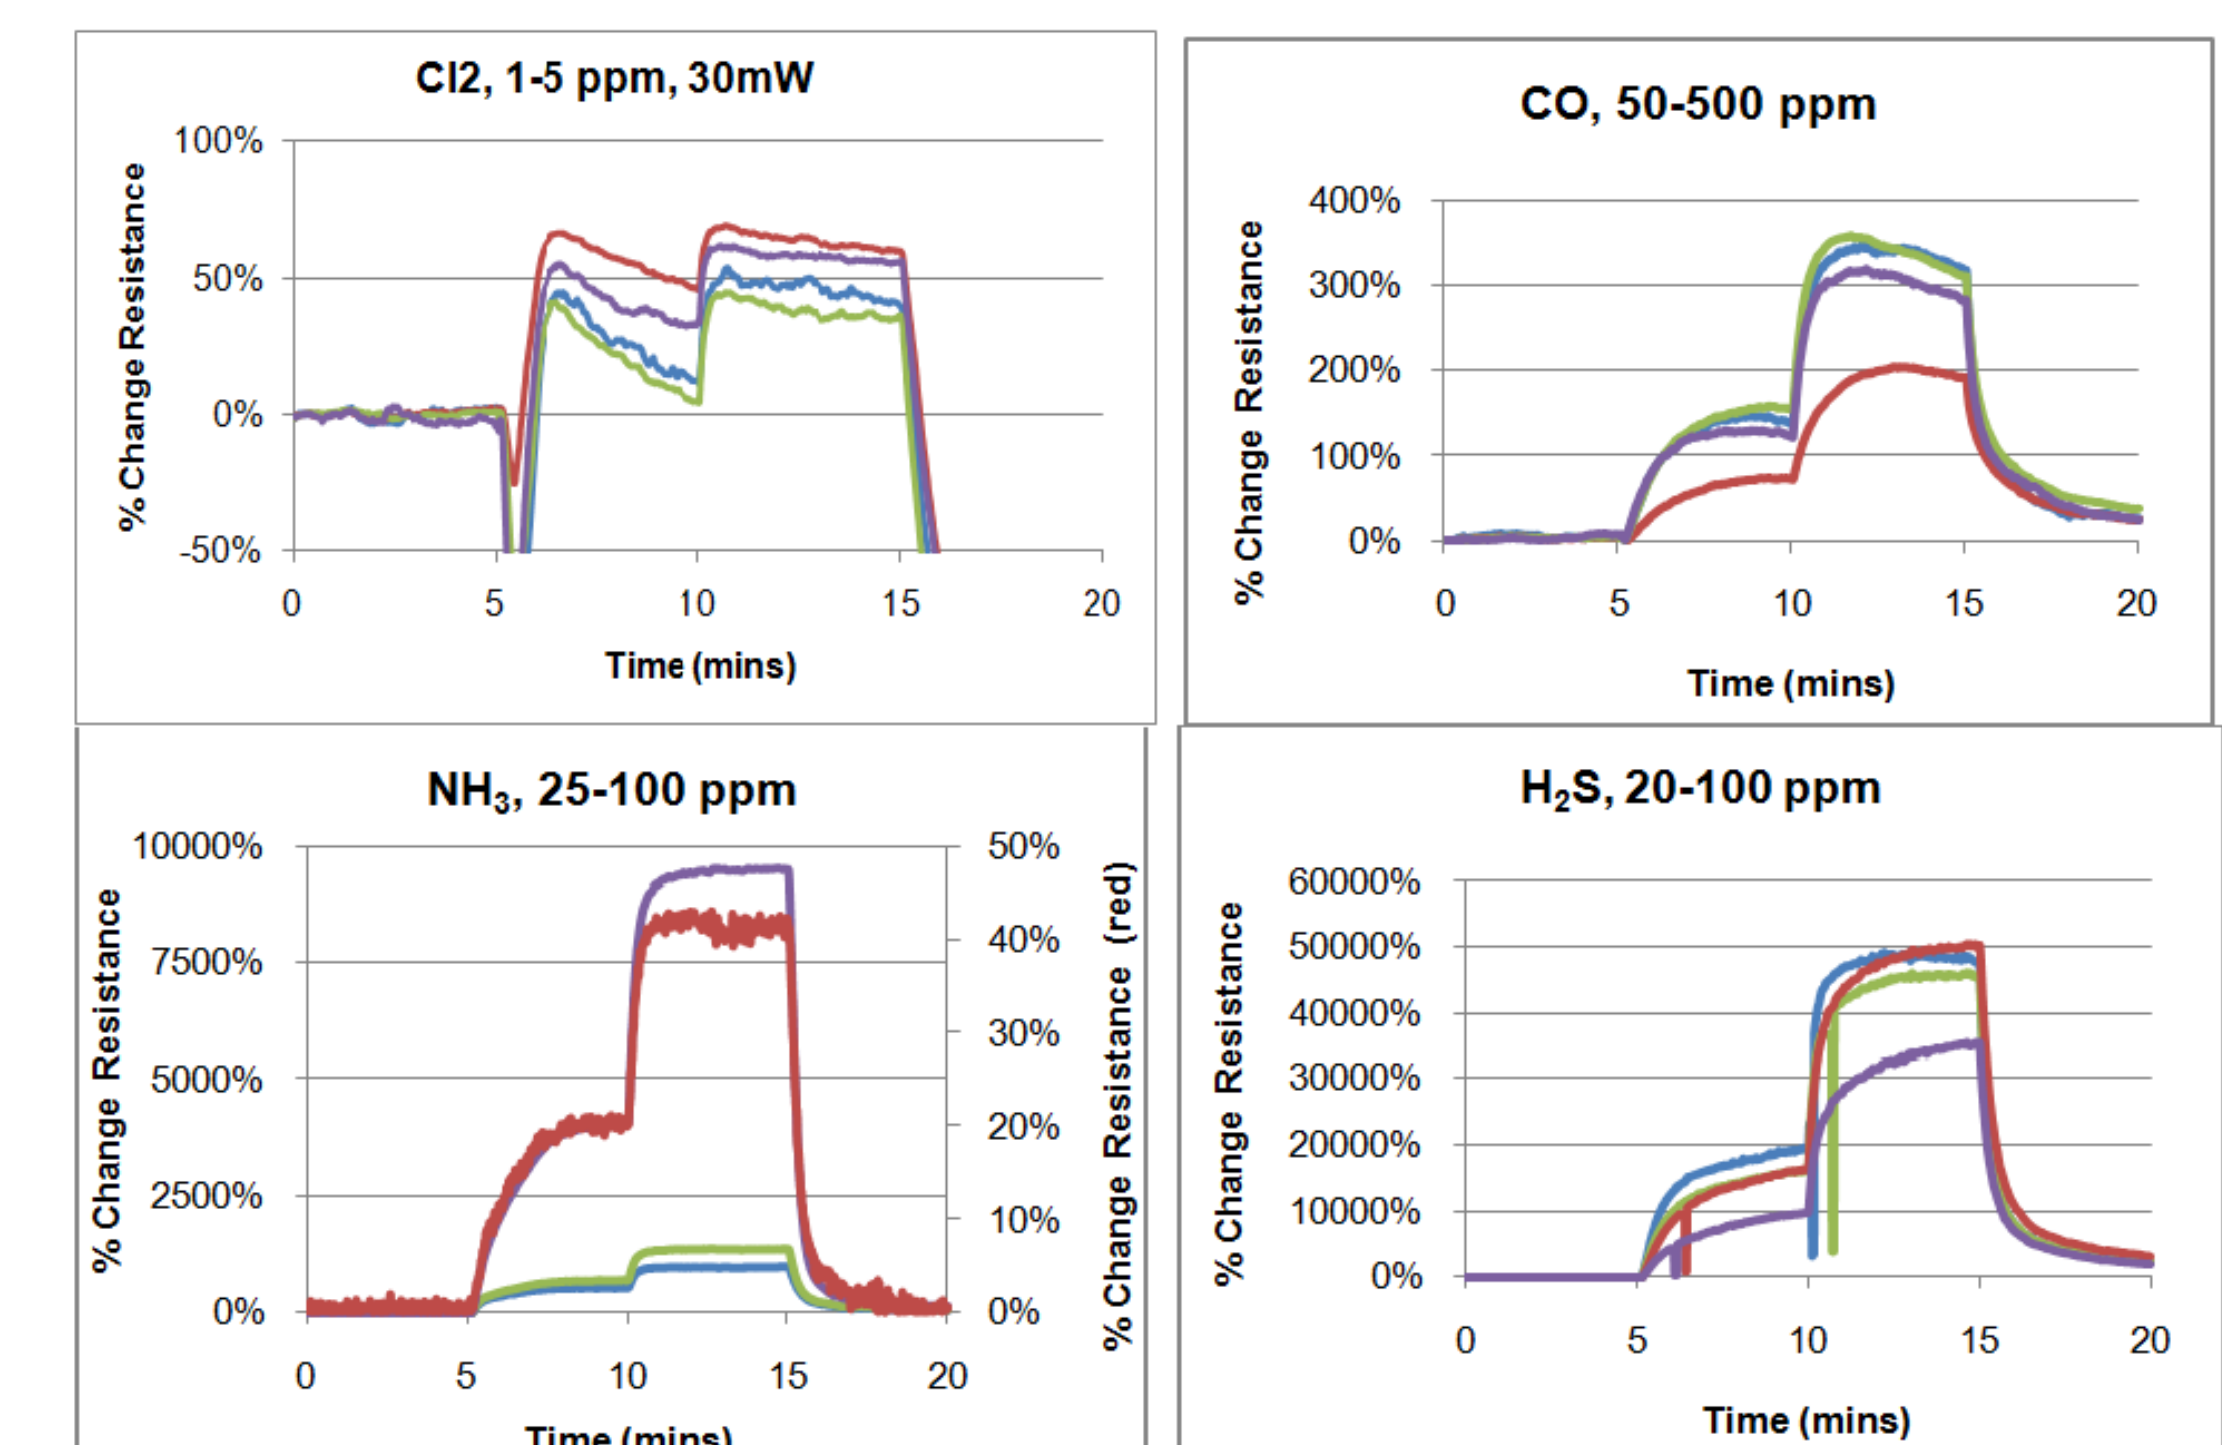 Cl2, 1-5 ppm, 30mW
100%
50%
0%
-50%
% Change Resistance
0 5 10 15 20
Time (mins)
CO, 50-500 ppm
400%
300%
200%
100%
0%
% Change Resistance
0 5 10 15 20
Time (mins)
NH₃, 25-100 ppm
10000%
7500%
5000%
2500%
0%
% Change Resistance
50%
40%
30%
20%
10%
0%
% Change Resistance (red)
0 5 10 15 20
Time (mins)
H₂S, 20-100 ppm
60000%
50000%
40000%
30000%
20000%
10000%
0%
% Change Resistance
0 5 10 15 20
Time (mins)